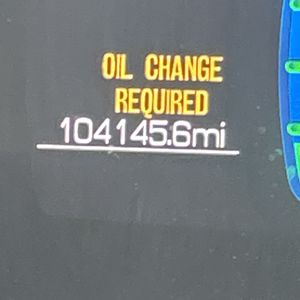 OIL CHANGE
REQUIRED
104145.6mi